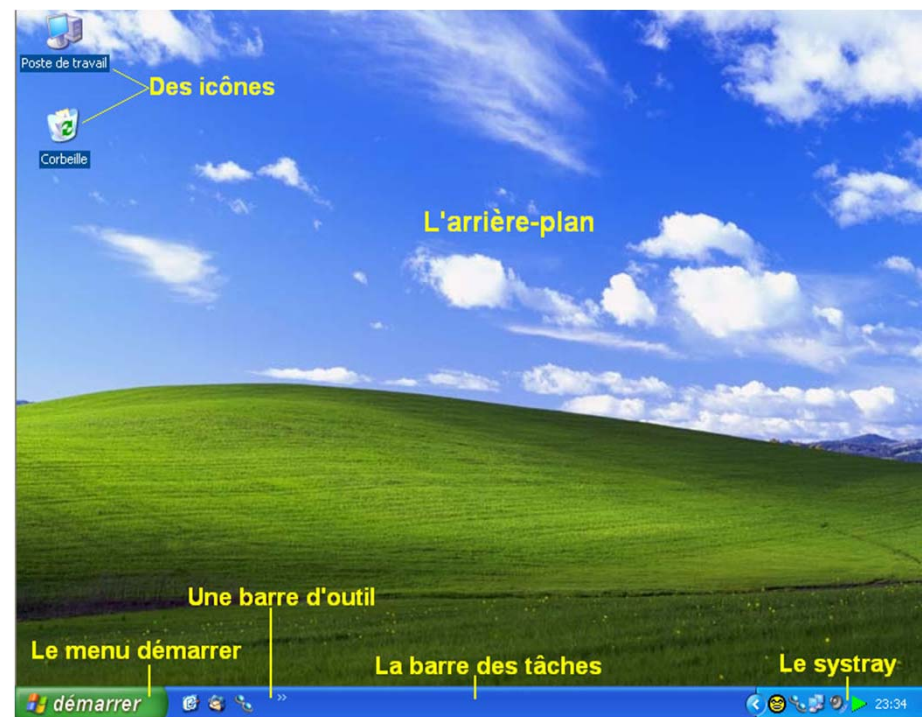 Poste de travail
Des icônes
Corbeille
L'arrière-plan
Une barre d'outil
Le menu démarrer
La barre des tâches
Le systray
démarrer
23:34